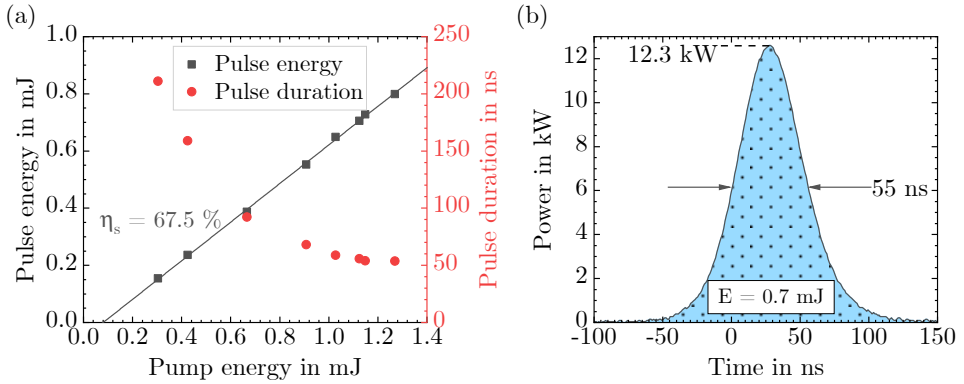 (a)
1.0
0.8
0.6
0.4
0.2
0.0
Pulse energy in mJ
Pulse energy
Pulse duration
ηs = 67.5 %
0.0 0.2 0.4 0.6 0.8 1.0 1.2 1.4
Pump energy in mJ
250
200
150
100
50
0
Pulse duration in ns
(b)
12
10
8
6
4
2
0
Power in kW
12.3 kW
55 ns
E = 0.7 mJ
-100 -50 0 50 100 150
Time in ns